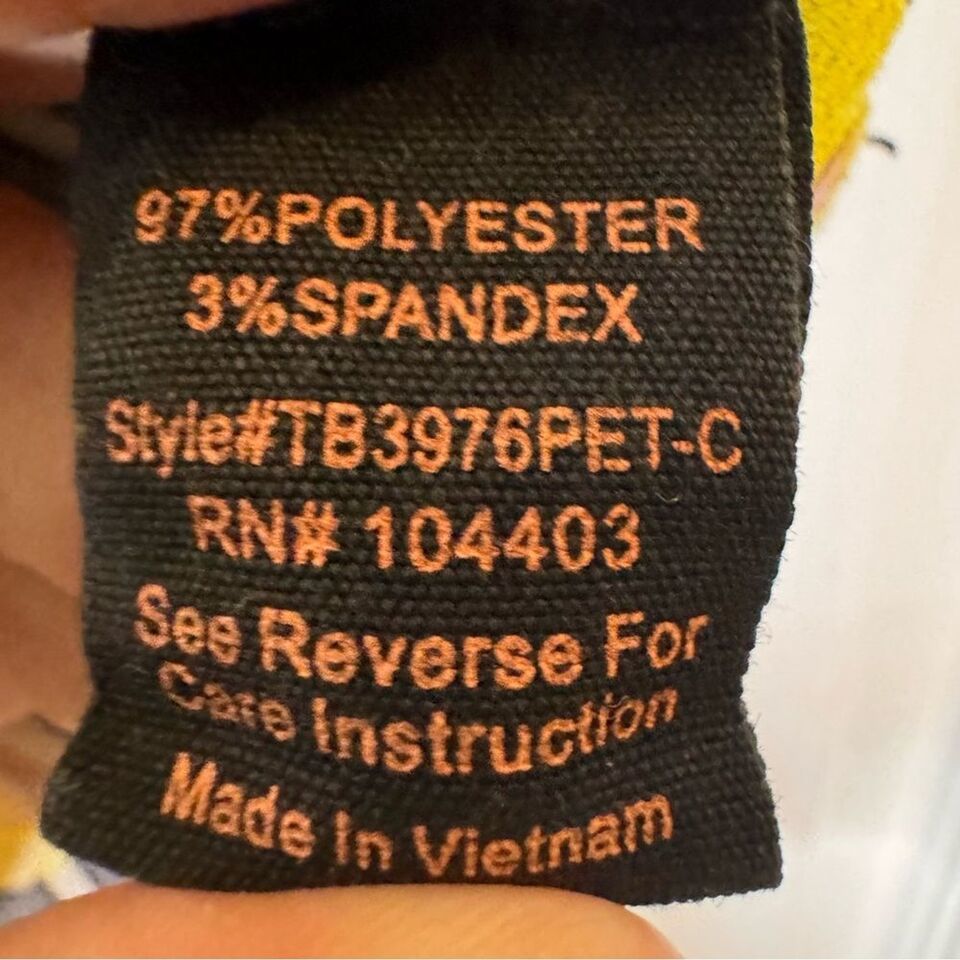 97%POLYESTER
3%SPANDEX
Style#TB3976PET-C
RN# 104403
See Reverse For
Care Instruction
Made In Vietnam